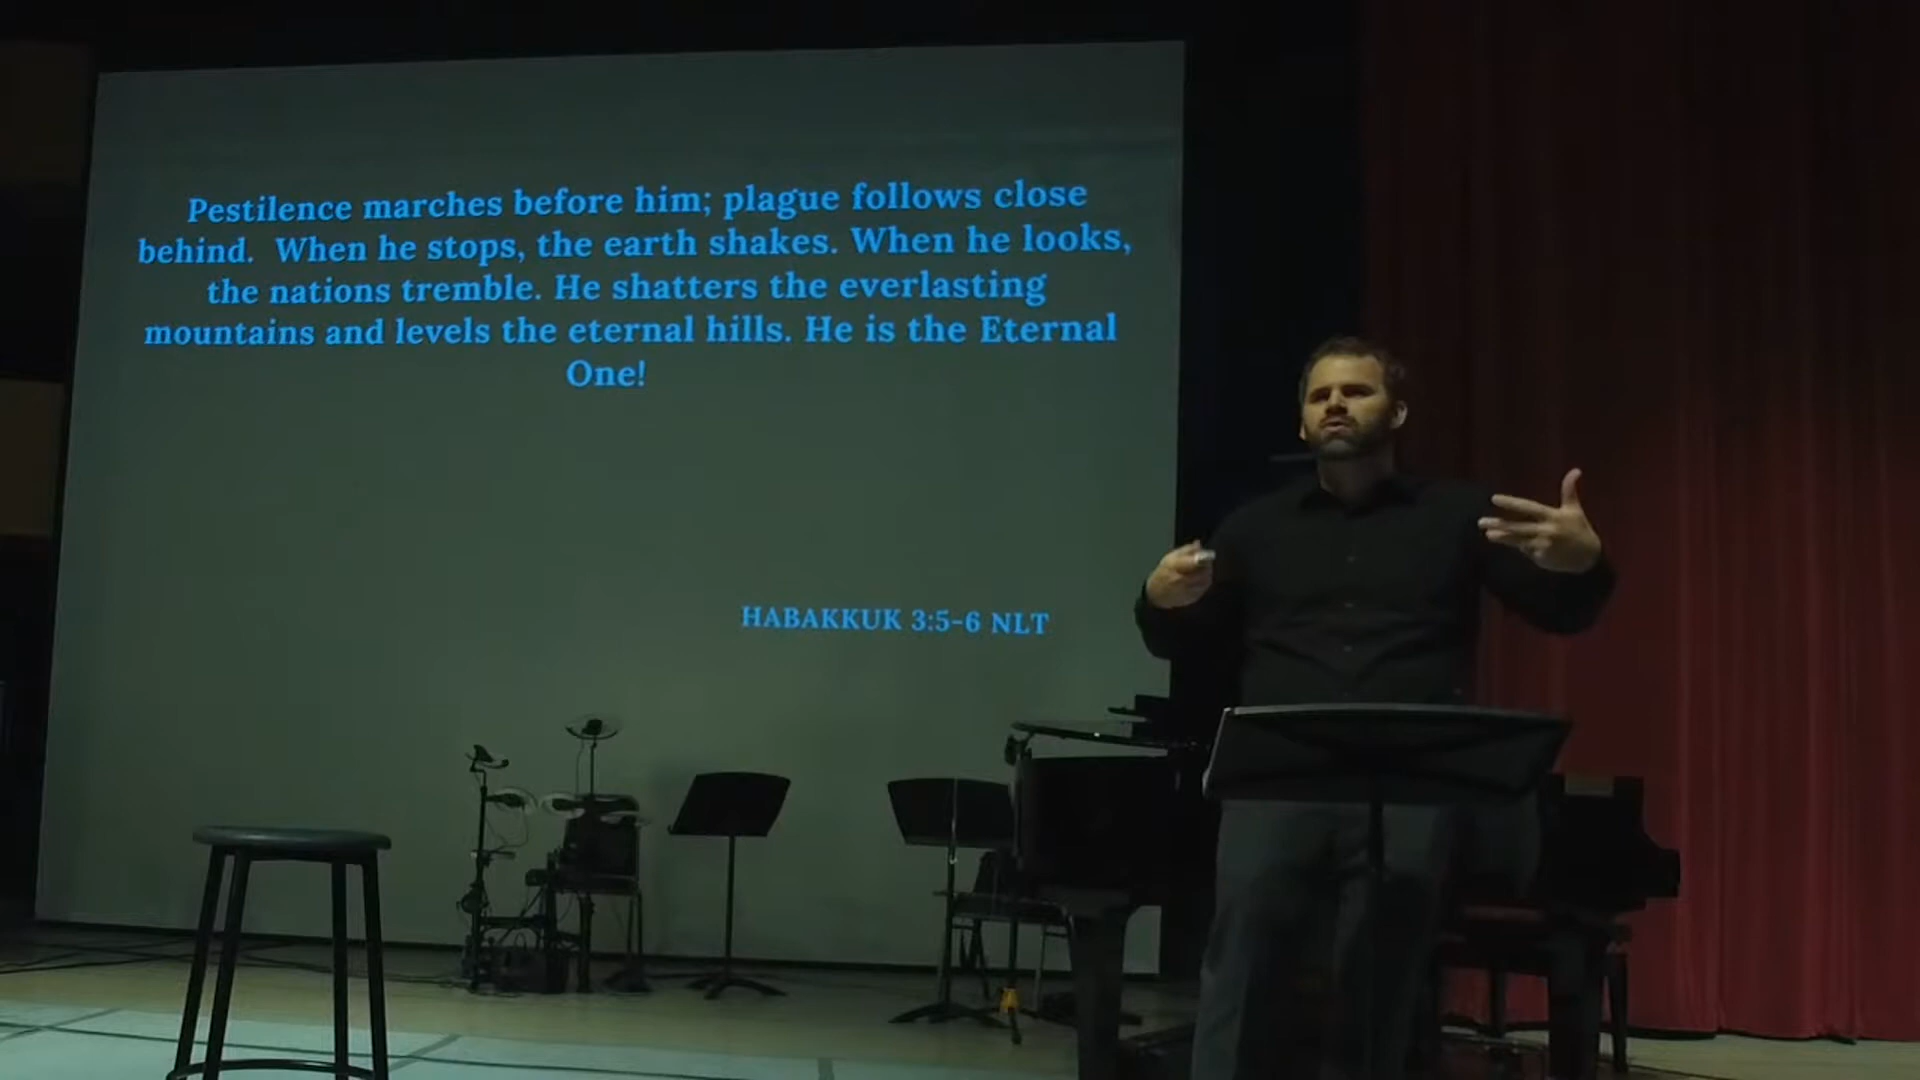 Pestilence marches before him; plague follows close
behind. When he stops, the earth shakes. When he looks,
the nations tremble. He shatters the everlasting
mountains and levels the eternal hills. He is the Eternal
One!
HABAKKUK 3:5-6 NLT